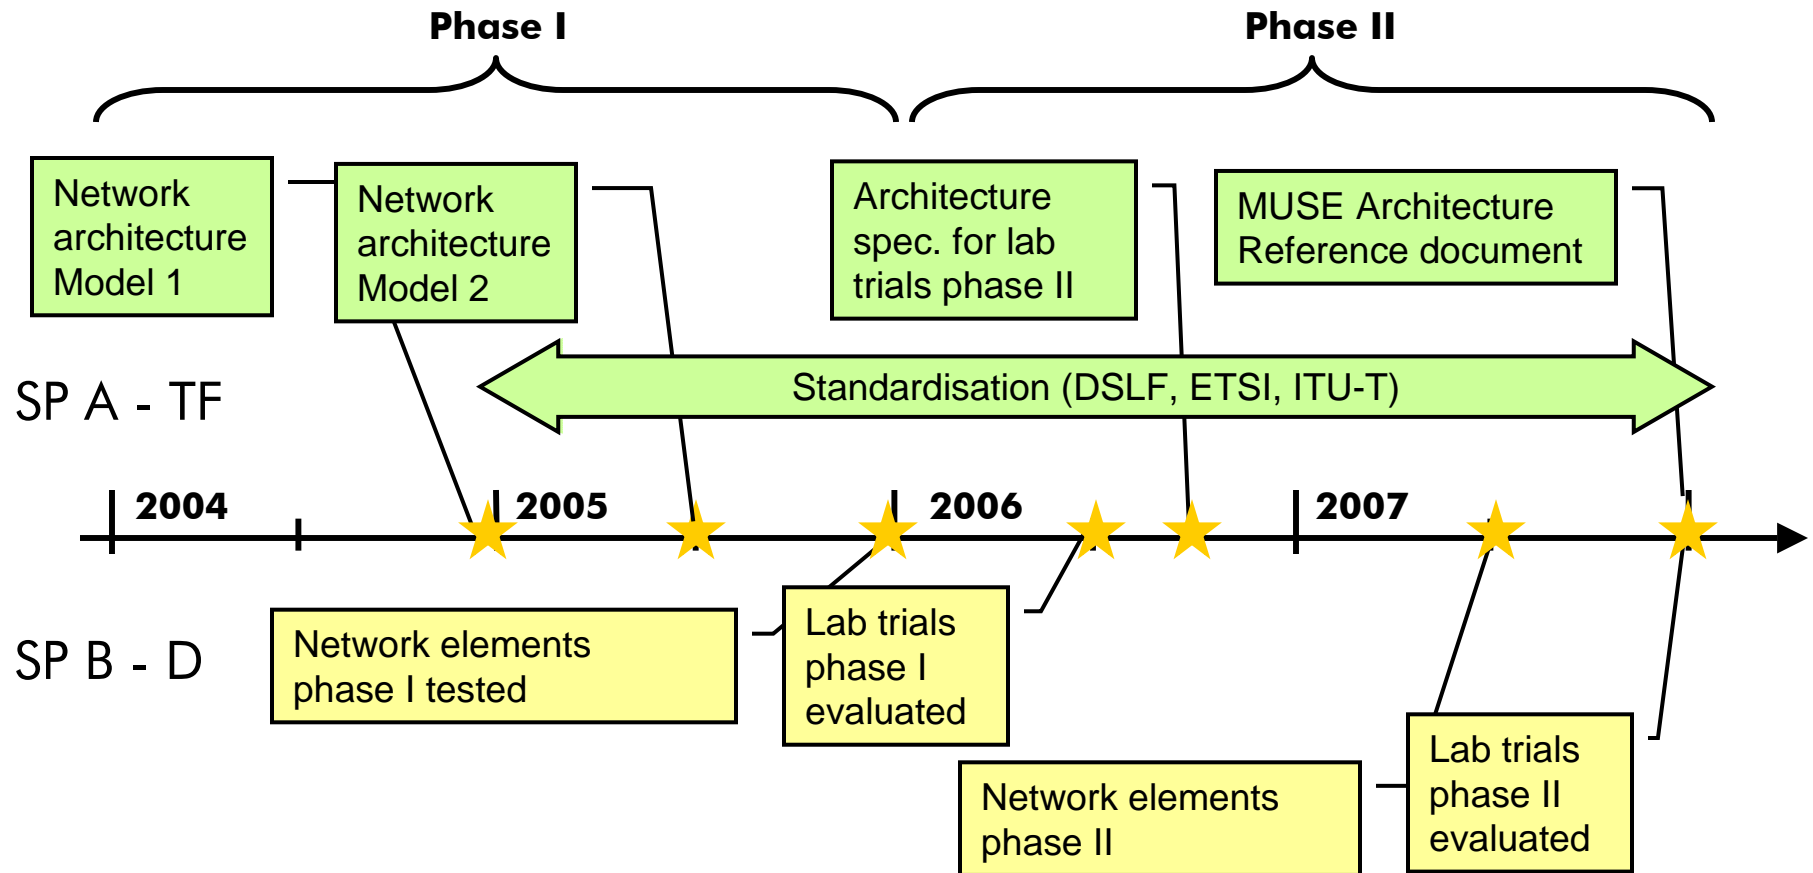 Phase I
Phase II
Network
architecture
Model 1
Network
architecture
Model 2
Architecture
spec. for lab
trials phase II
MUSE Architecture
Reference document
Standardisation (DSLF, ETSI, ITU-T)
SP A - TF
2004
2005
2006
2007
SP B - D
Network elements
phase I tested
Lab trials
phase I
evaluated
Network elements
phase II
Lab trials
phase II
evaluated